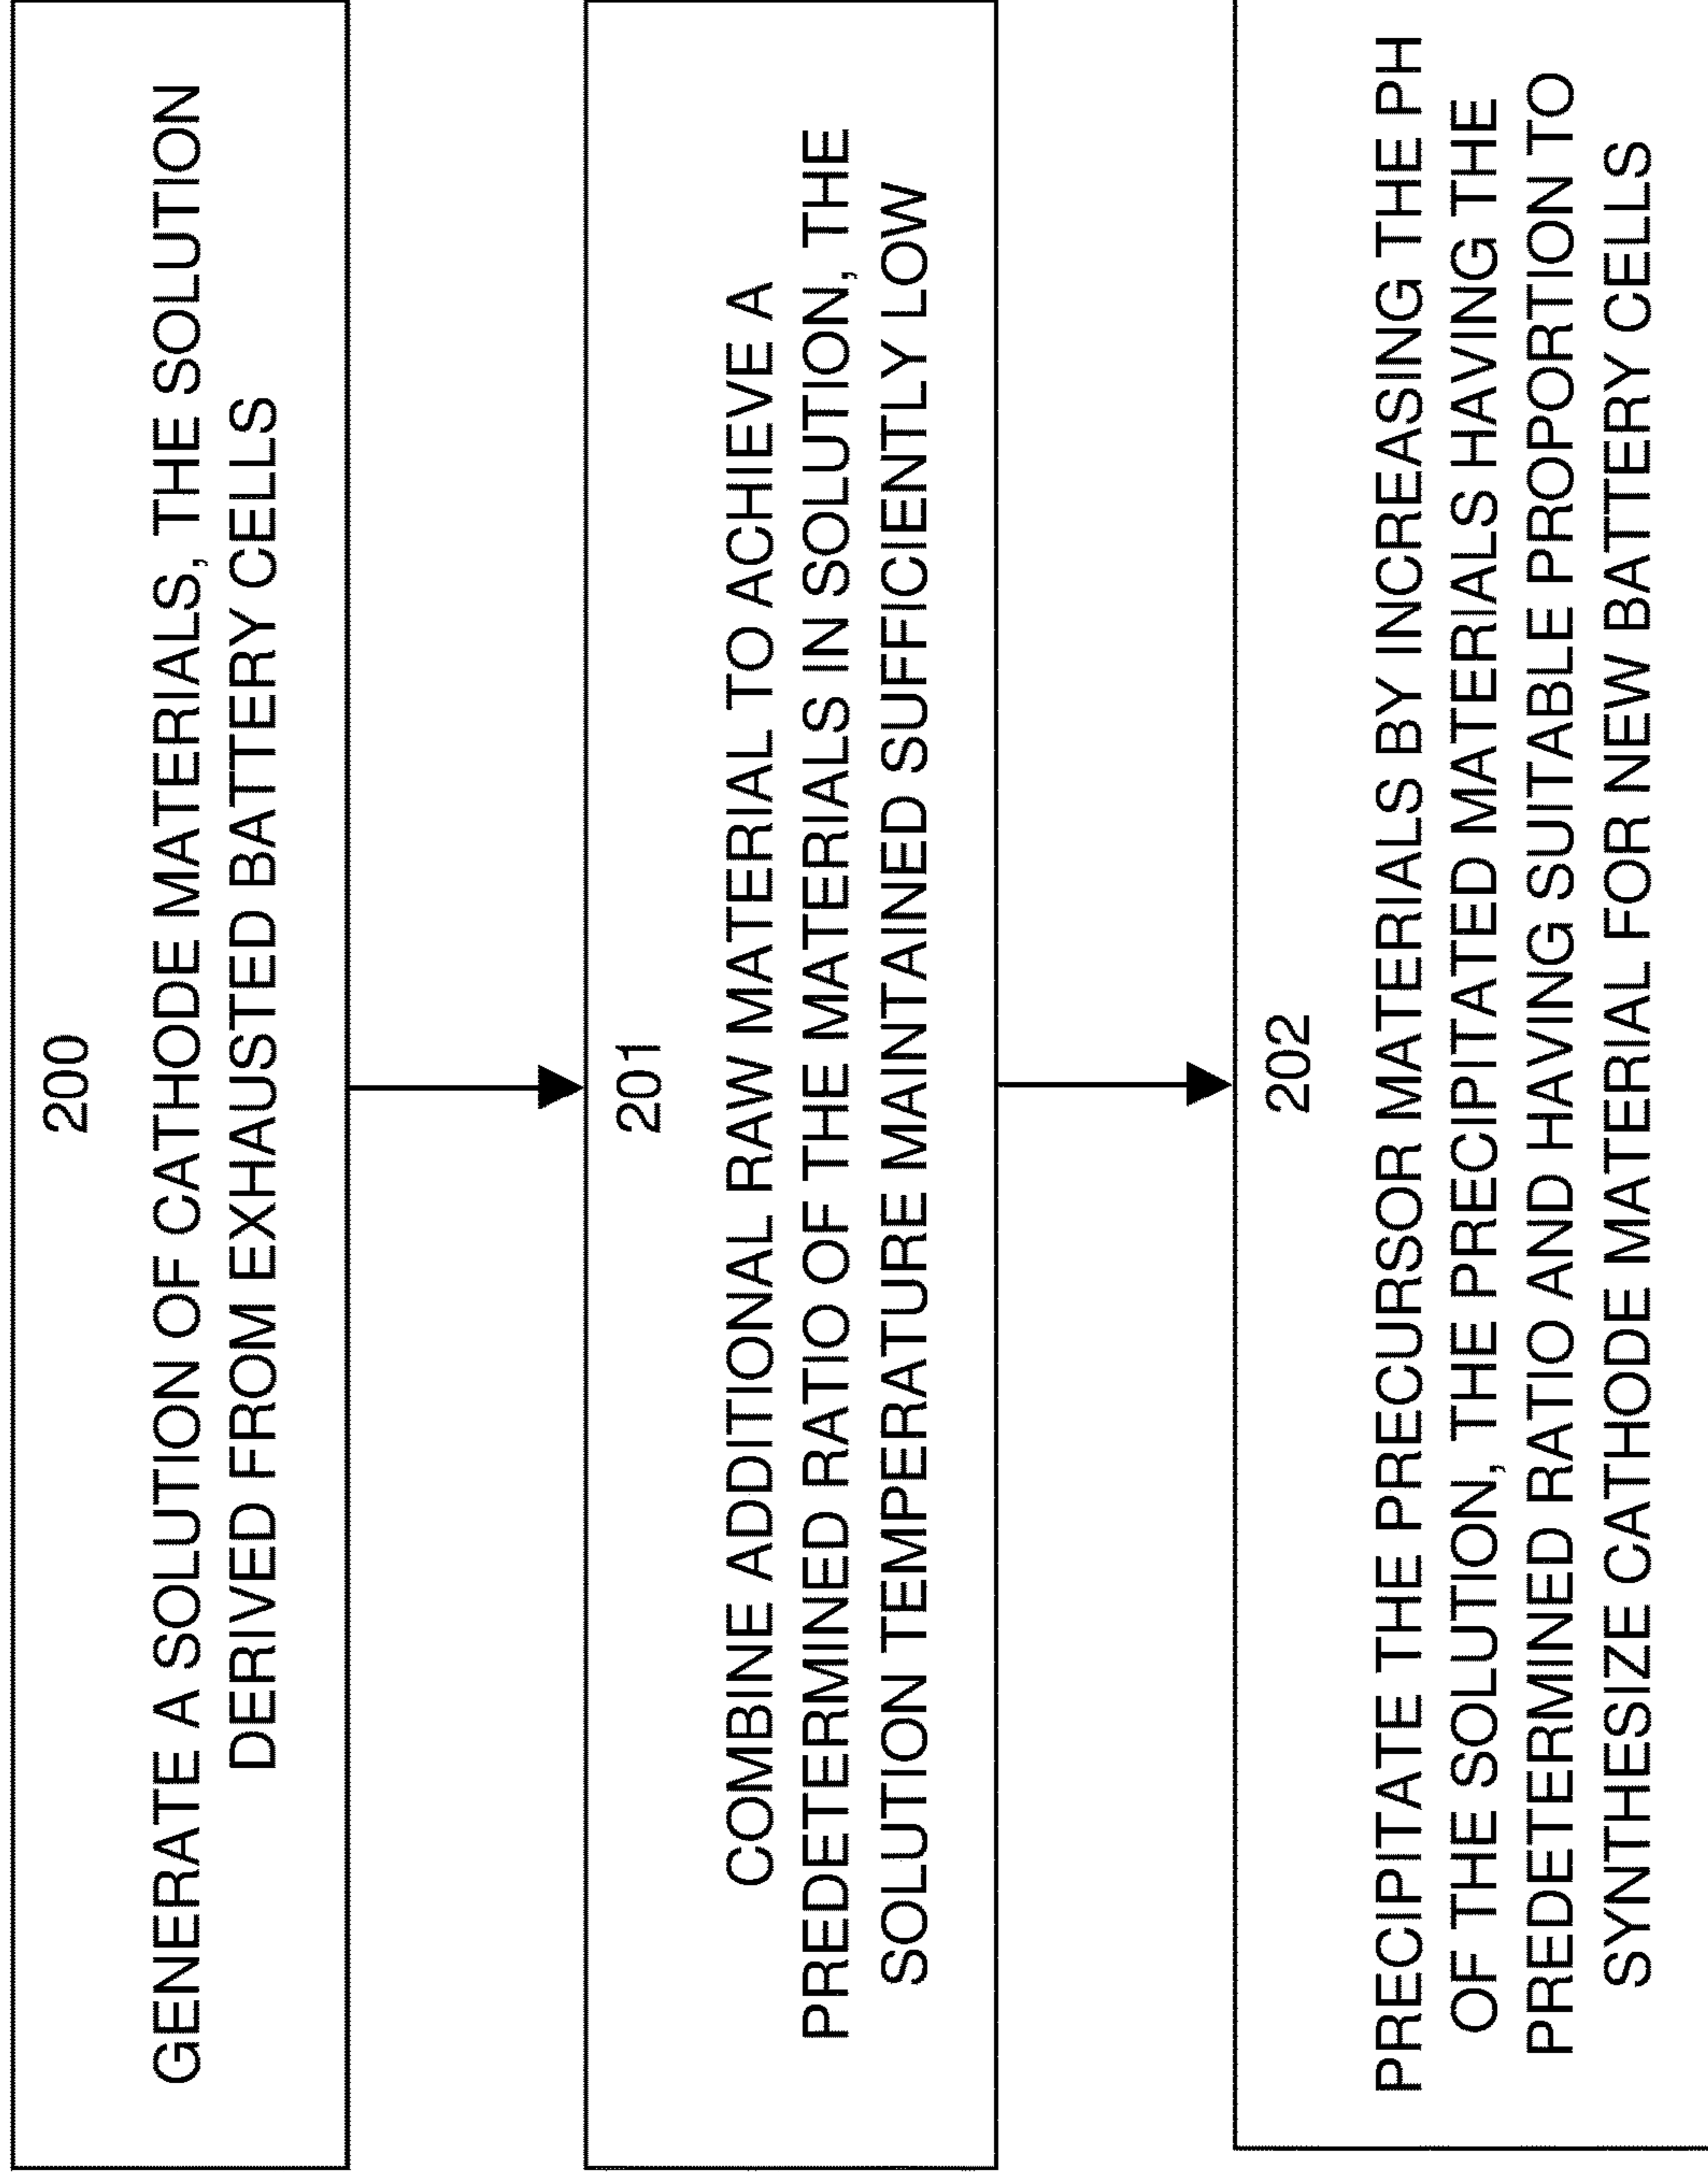 200
GENERATE A SOLUTION OF CATHODE MATERIALS, THE SOLUTION
DERIVED FROM EXHAUSTED BATTERY CELLS
201
COMBINE ADDITIONAL RAW MATERIAL TO ACHIEVE A
PREDETERMINED RATIO OF THE MATERIALS IN SOLUTION, THE
SOLUTION TEMPERATURE MAINTAINED SUFFICIENTLY LOW
202
PRECIPITATE THE PRECURSOR MATERIALS BY INCREASING THE PH
OF THE SOLUTION, THE PRECIPITATED MATERIALS HAVING THE
PREDETERMINED RATIO AND HAVING SUITABLE PROPORTION TO
SYNTHESIZE CATHODE MATERIAL FOR NEW BATTERY CELLS